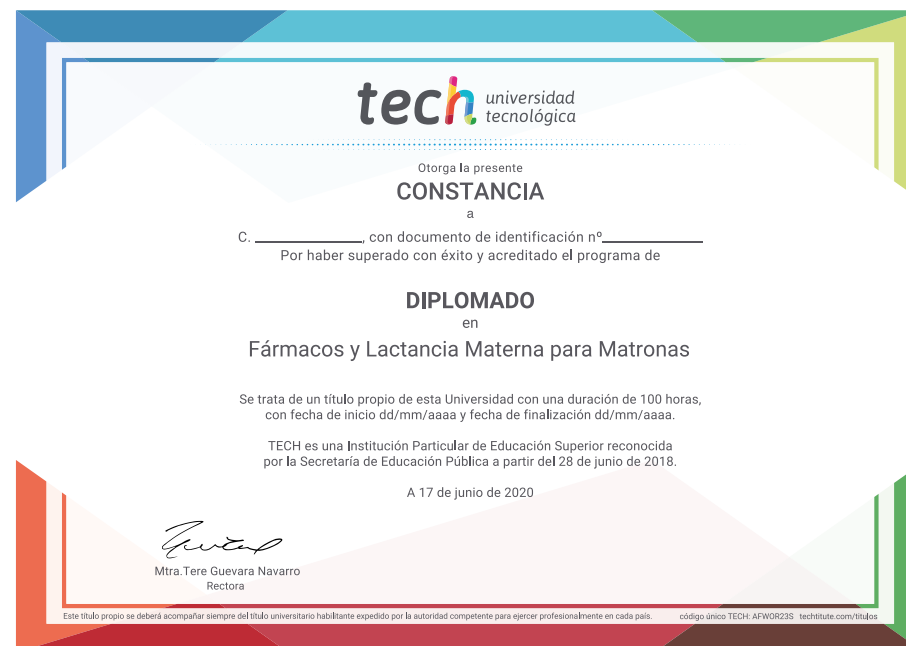 tech universidad
tecnológica
Otorga la presente
CONSTANCIA
a
C. ______________, con documento de identificación nº_____________
Por haber superado con éxito y acreditado el programa de
DIPLOMADO
en
Fármacos y Lactancia Materna para Matronas
Se trata de un título propio de esta Universidad con una duración de 100 horas,
con fecha de inicio dd/mm/aaaa y fecha de finalización dd/mm/aaaa.
TECH es una Institución Particular de Educación Superior reconocida
por la Secretaría de Educación Pública a partir del 28 de junio de 2018.
A 17 de junio de 2020
Mtra.Tere Guevara Navarro
Rectora
Este título propio se deberá acompañar siempre del título universitario habilitante expedido por la autoridad competente para ejercer profesionalmente en cada país. código único TECH: AFWOR23S techtitute.com/titulos